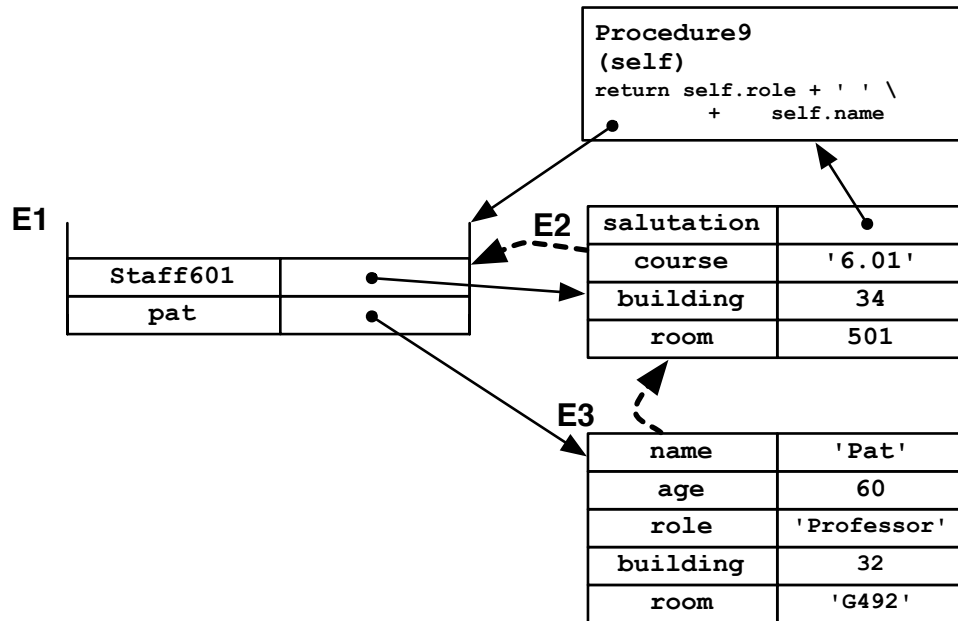 Procedure9
(self)
return self.role + ' ' \
+ self.name
E1
E2
Staff601
pat
salutation
course '6.01'
building 34
room 501
E3
name 'Pat'
age 60
role 'Professor'
building 32
room 'G492'